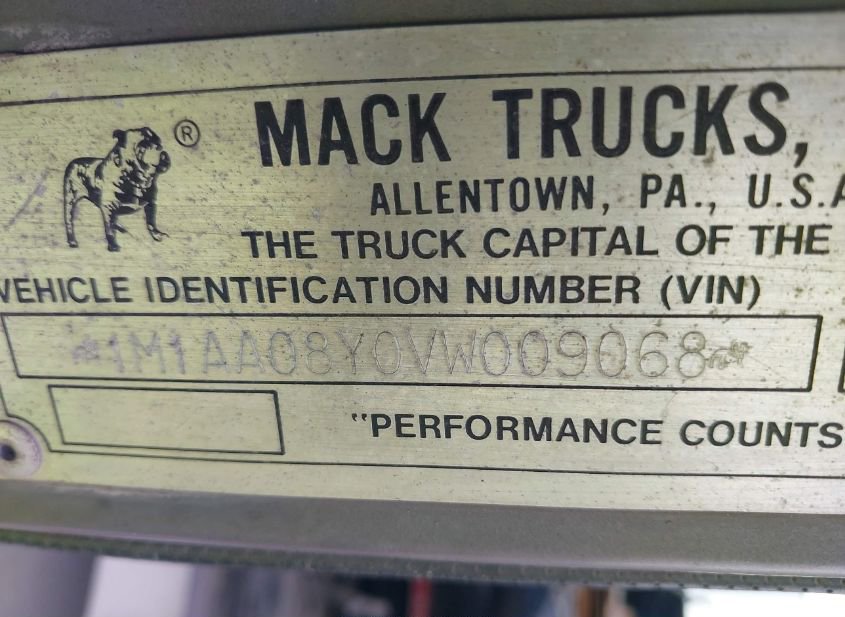 ®
MACK TRUCKS,
ALLENTOWN, PA., U.S.A
THE TRUCK CAPITAL OF THE
VEHICLE IDENTIFICATION NUMBER (VIN)
*1M1AA08Y0VW009068*
"PERFORMANCE COUNTS